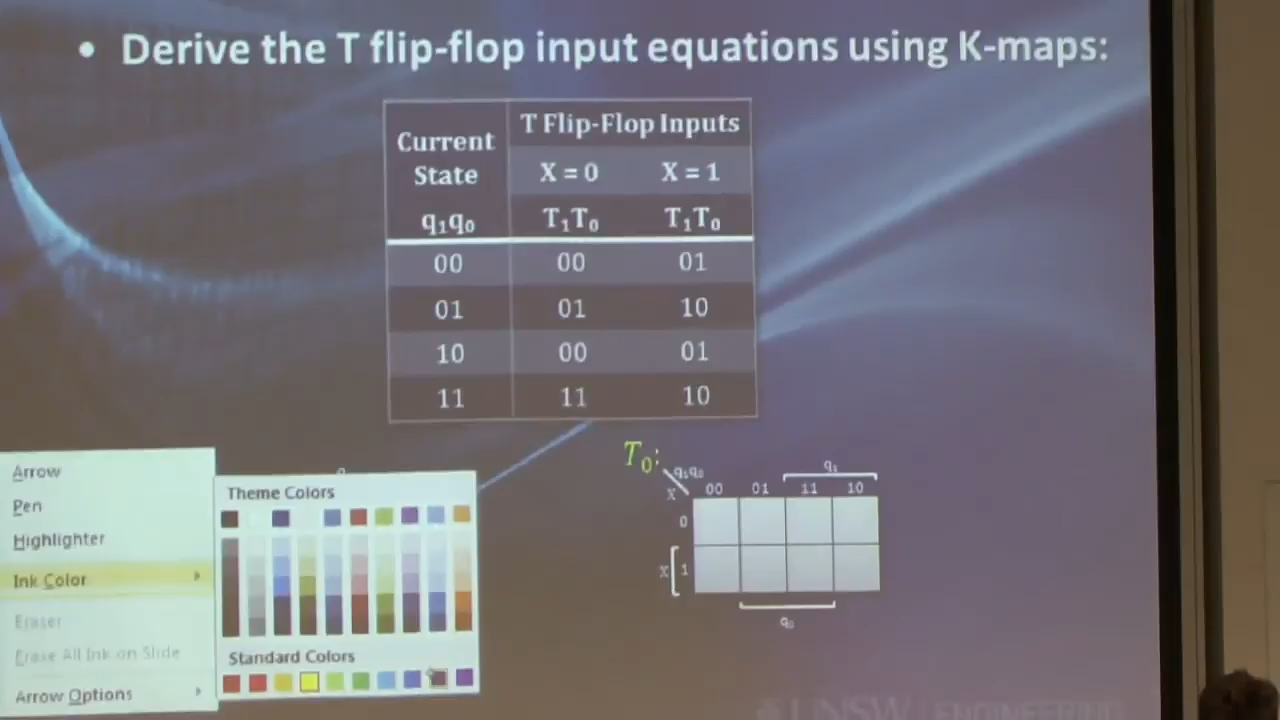 • Derive the T flip-flop input equations using K-maps:
Current State T Flip-Flop Inputs
X = 0 X = 1
q₁q₀ T₁T₀ T₁T₀
00 00 01
01 01 10
10 00 01
11 11 10
T₀:
q₁q₀
X
q₁
00 01 11 10
0
X 1
q₀
Arrow
Pen
Highlighter
Ink Color
Eraser
Erase All Ink on Slide
Arrow Options
Theme Colors
Standard Colors
UNSW ENGINEERING